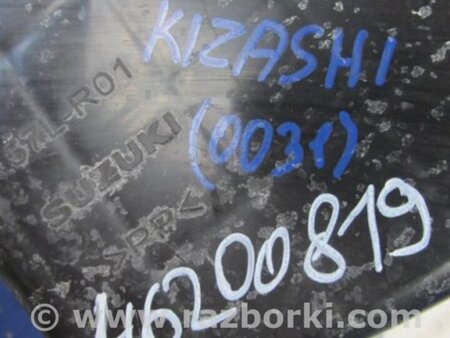 KIZASHI
(0031)
57L-R01
SUZUKI
>PP<
46200819
www.razborki.com